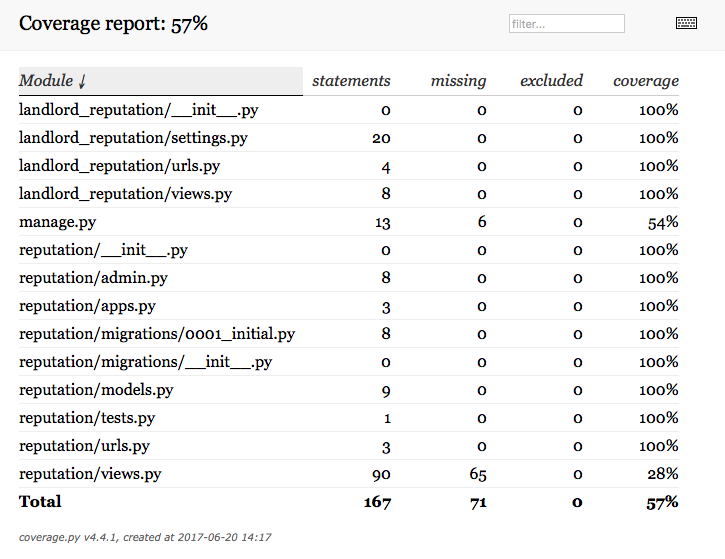 Coverage report: 57%
filter...
Module ↓ statements missing excluded coverage
landlord_reputation/__init__.py 0 0 0 100%
landlord_reputation/settings.py 20 0 0 100%
landlord_reputation/urls.py 4 0 0 100%
landlord_reputation/views.py 8 0 0 100%
manage.py 13 6 0 54%
reputation/__init__.py 0 0 0 100%
reputation/admin.py 8 0 0 100%
reputation/apps.py 3 0 0 100%
reputation/migrations/0001_initial.py 8 0 0 100%
reputation/migrations/__init__.py 0 0 0 100%
reputation/models.py 9 0 0 100%
reputation/tests.py 1 0 0 100%
reputation/urls.py 3 0 0 100%
reputation/views.py 90 65 0 28%
Total 167 71 0 57%
coverage.py v4.4.1, created at 2017-06-20 14:17